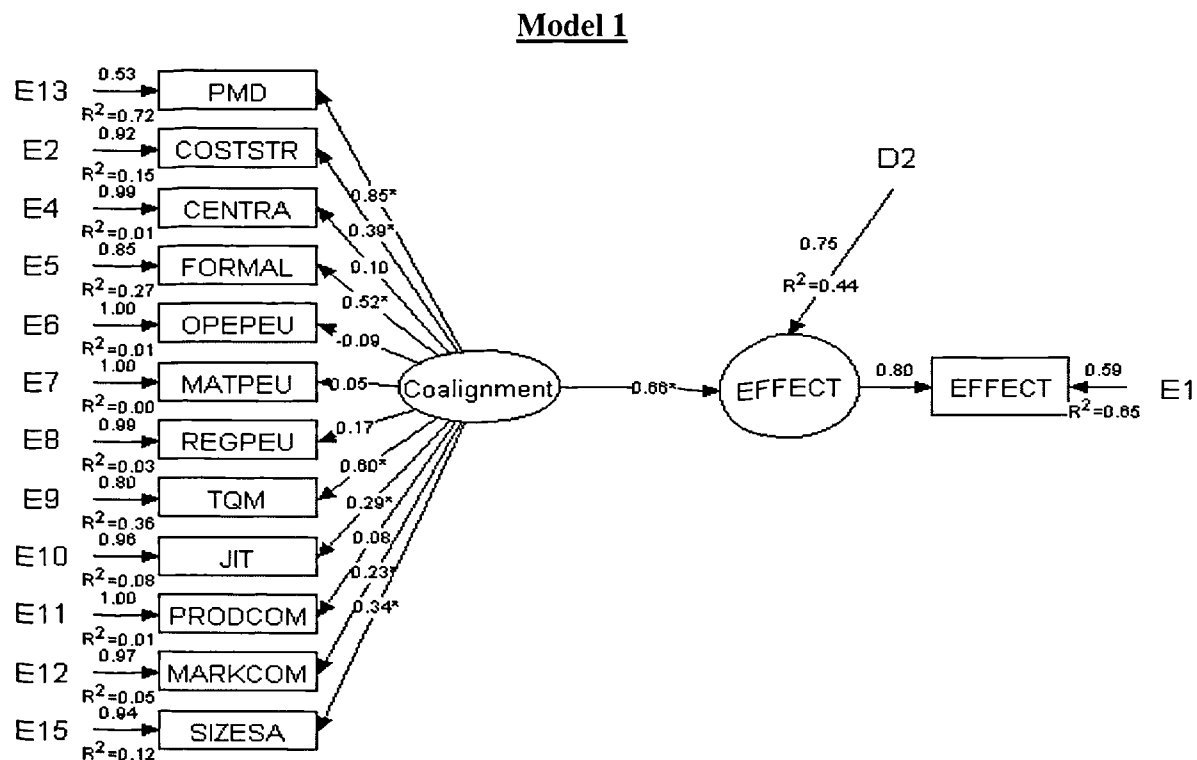 Model 1
E13
0.53
R²=0.72
PMD
E2
0.92
R²=0.15
COSTSTR
E4
0.99
R²=0.01
CENTRA
E5
0.85
R²=0.27
FORMAL
E6
1.00
R²=0.01
OPEPEU
E7
1.00
R²=0.00
MATPEU
E8
0.99
R²=0.03
REGPEU
E9
0.80
R²=0.36
TQM
E10
0.96
R²=0.08
JIT
E11
1.00
R²=0.01
PRODCOM
E12
0.97
R²=0.05
MARKCOM
E15
0.94
R²=0.12
SIZESA
0.85*
0.39*
0.10
0.52*
-0.09
0.05
0.17
0.60*
0.29*
0.08
0.23*
0.34*
Coalignment
0.66*
D2
0.75
R²=0.44
EFFECT
0.80
EFFECT
0.59
R²=0.65
E1